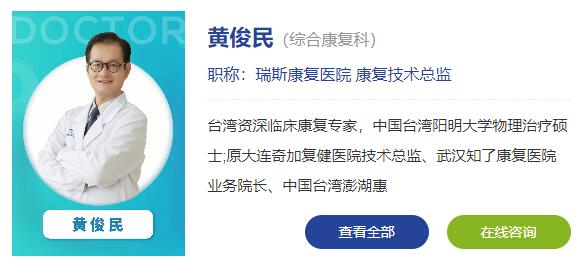 DOCTOR
黄俊民（综合康复科）
职称：瑞斯康复医院 康复技术总监
台湾资深临床康复专家，中国台湾阳明大学物理治疗硕
士;原大连奇加复健医院技术总监、武汉知了康复医院
业务院长、中国台湾澎湖惠
黄俊民
查看全部
在线咨询